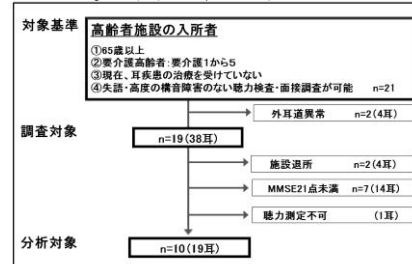 対象基準
高齢者施設の入所者
①65歳以上
②要介護高齢者:要介護1から5
③現在、耳疾患の治療を受けていない
④失語・高度の構音障害のない聴力検査・面接調査が可能 n=21
外耳道異常 n=2(4耳)
調査対象
n=19(38耳)
施設退所 n=2(4耳)
MMSE21点未満 n=7(14耳)
聴力測定不可 (1耳)
分析対象
n=10(19耳)